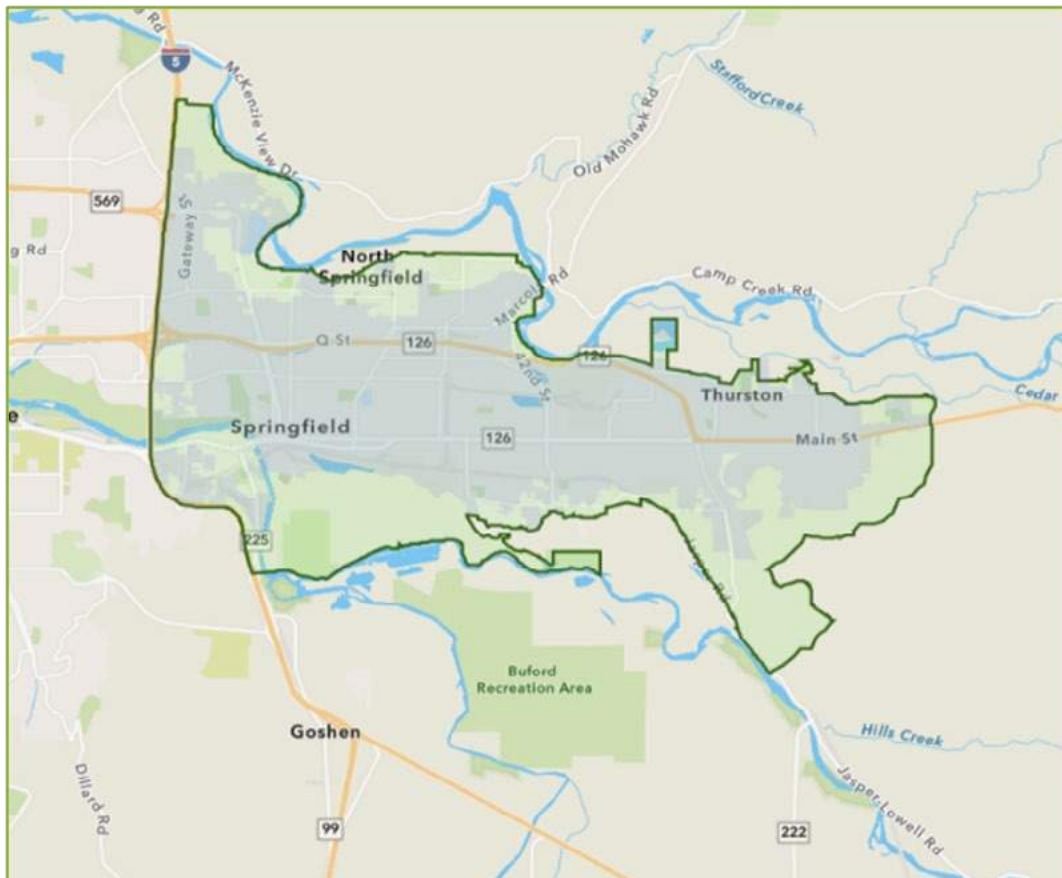 g Rd
5
McKenzie View Dr
Stafford Creek
Old Mohawk Rd
569
Gateway St
g Rd
North
Springfield
Camp Creek Rd
Q St
126
126
42nd St
Thurston
Cedar
e
Springfield
126
Main St
225
Buford
Recreation Area
Goshen
Hills Creek
Dillard Rd
Jasper-Lowell Rd
99
222